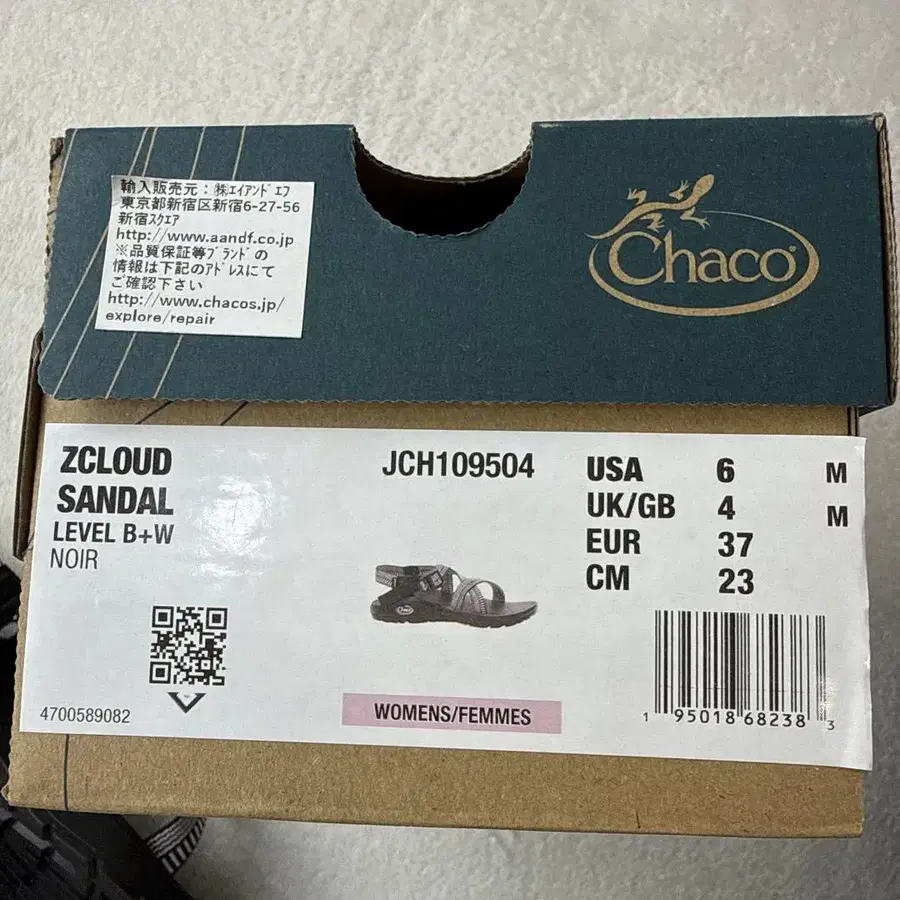 輸入販売元：㈱エイアンドエフ
東京都新宿区新宿6-27-56
新宿スクエア
http://www.aandf.co.jp
※品質保証等ブランドの
情報は下記のアドレスにて
ご確認下さい
http://www.chacos.jp/
explore/repair
Chaco®
ZCLOUD
SANDAL
LEVEL B+W
NOIR
JCH109504
USA 6 M
UK/GB 4 M
EUR 37
CM 23
4700589082
WOMENS/FEMMES
1 95018 68238 3